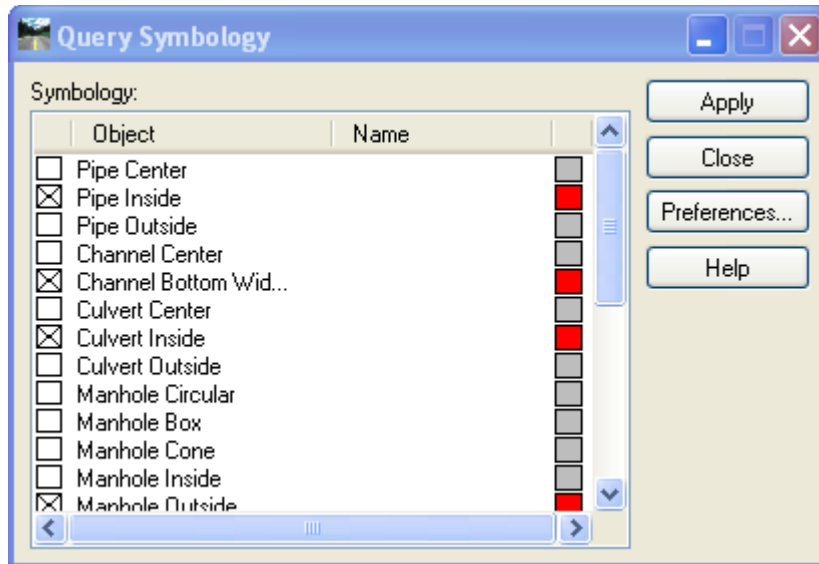 Query Symbology
Symbology:
Object Name
Pipe Center
Pipe Inside
Pipe Outside
Channel Center
Channel Bottom Wid...
Culvert Center
Culvert Inside
Culvert Outside
Manhole Circular
Manhole Box
Manhole Cone
Manhole Inside
Manhole Outside
Apply
Close
Preferences...
Help